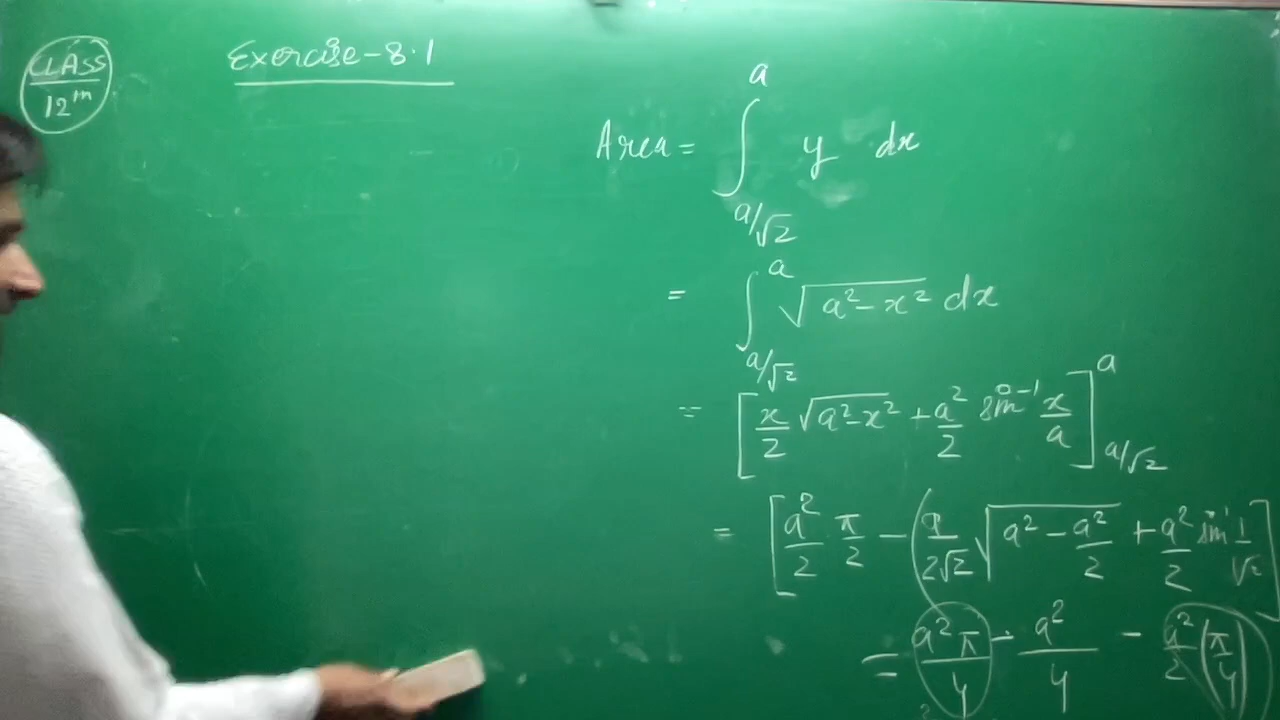 CLASS
12th
Exercise-8.1
Area = ∫_{a/√2}^{a} y dx
= ∫_{a/√2}^{a} √(a²-x²) dx
= [x/2 √(a²-x²) + a²/2 sin⁻¹ x/a]_{a/√2}^{a}
= [a²/2 π/2 - (a/2√2 √(a² - a²/2) + a²/2 sin⁻¹ 1/√2]
= a²π/4 - a²/4 - a²/2 (π/4)